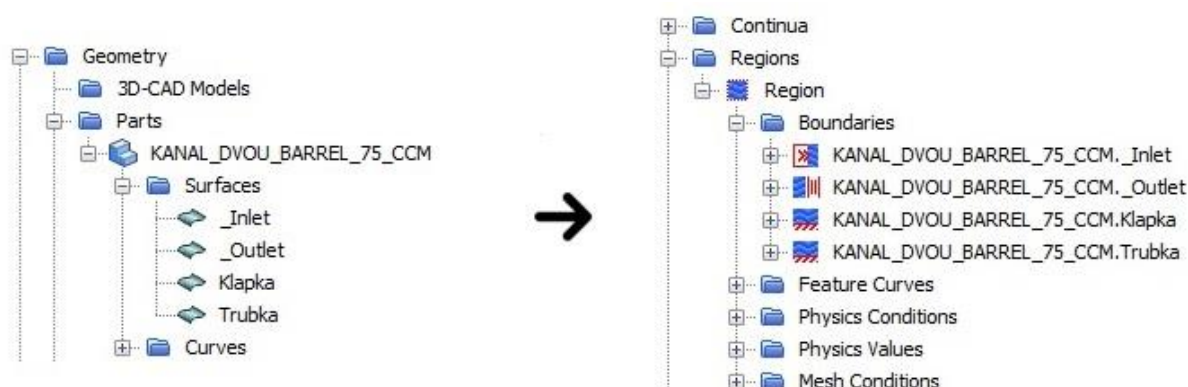 Geometry
3D-CAD Models
Parts
KANAL_DVOU_BARREL_75_CCM
Surfaces
_Inlet
_Outlet
Klapka
Trubka
Curves
Continua
Regions
Region
Boundaries
KANAL_DVOU_BARREL_75_CCM._Inlet
KANAL_DVOU_BARREL_75_CCM._Outlet
KANAL_DVOU_BARREL_75_CCM.Klapka
KANAL_DVOU_BARREL_75_CCM.Trubka
Feature Curves
Physics Conditions
Physics Values
Mesh Conditions